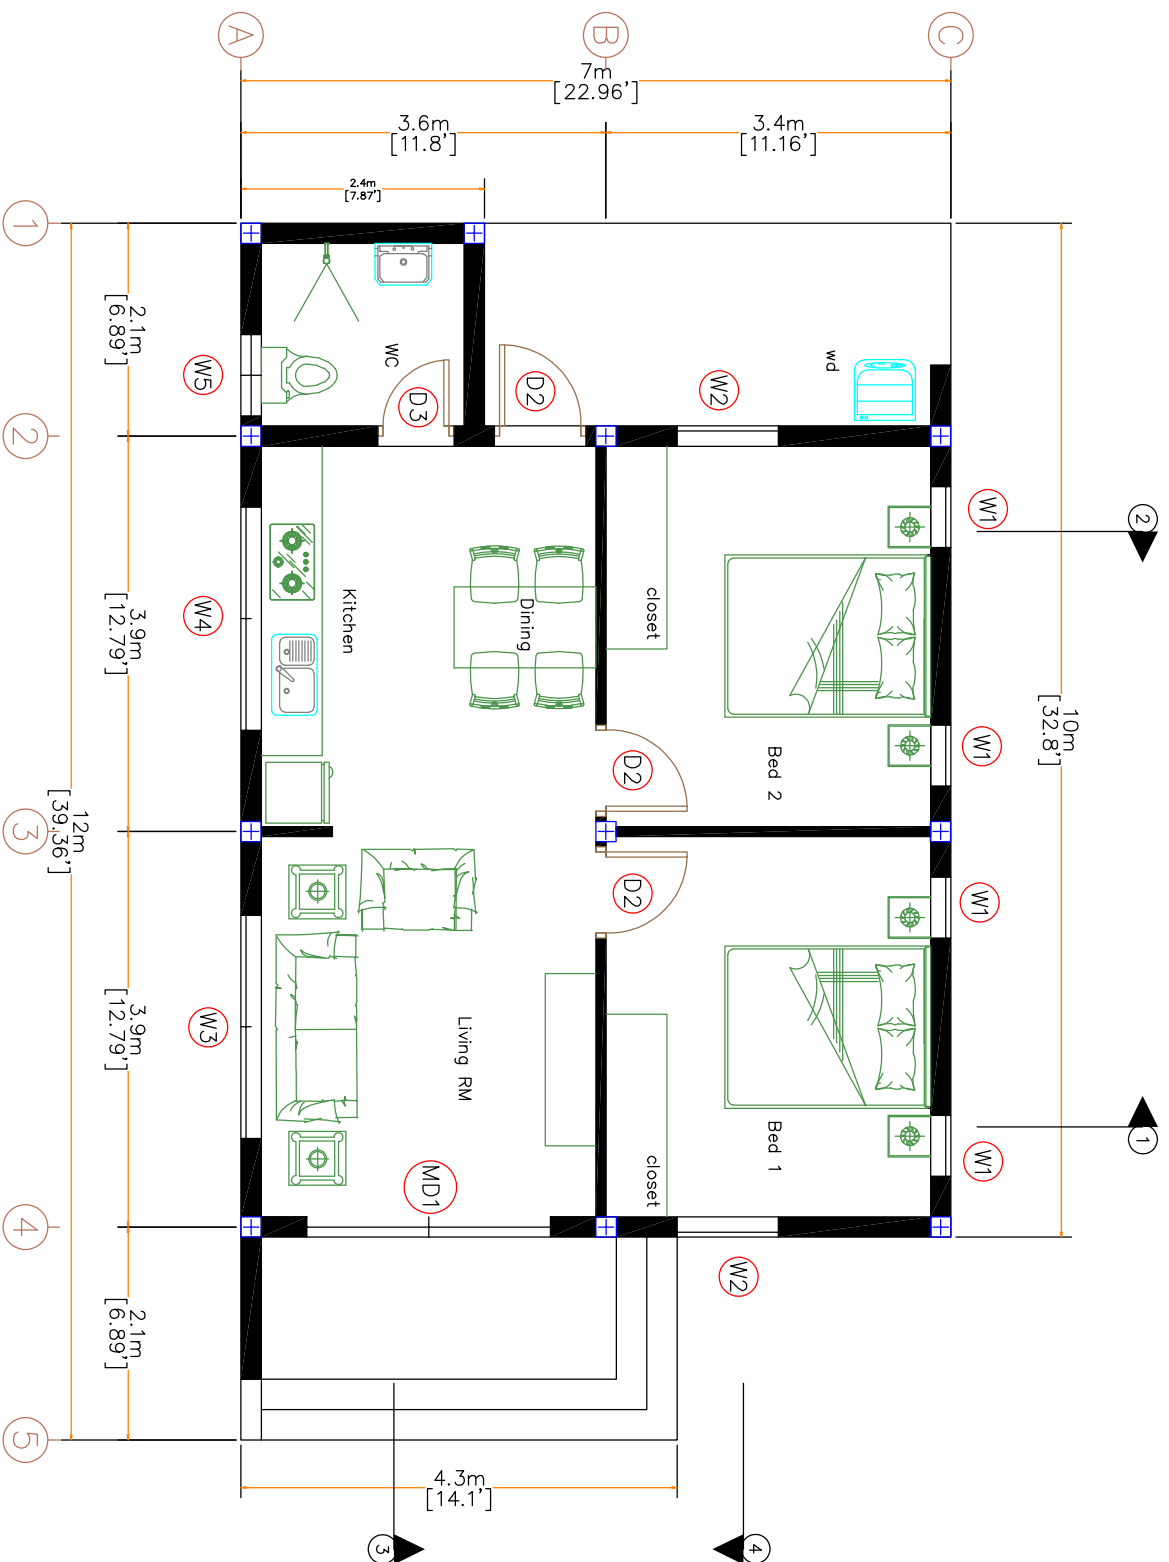 A
B
C
7m
[22.96']
3.6m
[11.8']
3.4m
[11.16']
2.4m
[7.87']
1
2
3
4
5
2.1m
[6.89']
3.9m
[12.79']
12m
[39.36']
3.9m
[12.79']
2.1m
[6.89']
10m
[32.8']
4.3m
[14.1']
W5
WC
D3
D2
W2
wd
W1
2
W4
Kitchen
Dining
closet
Bed 2
W1
D2
D2
W1
W3
Living RM
MD1
closet
Bed 1
W1
1
W2
3
4